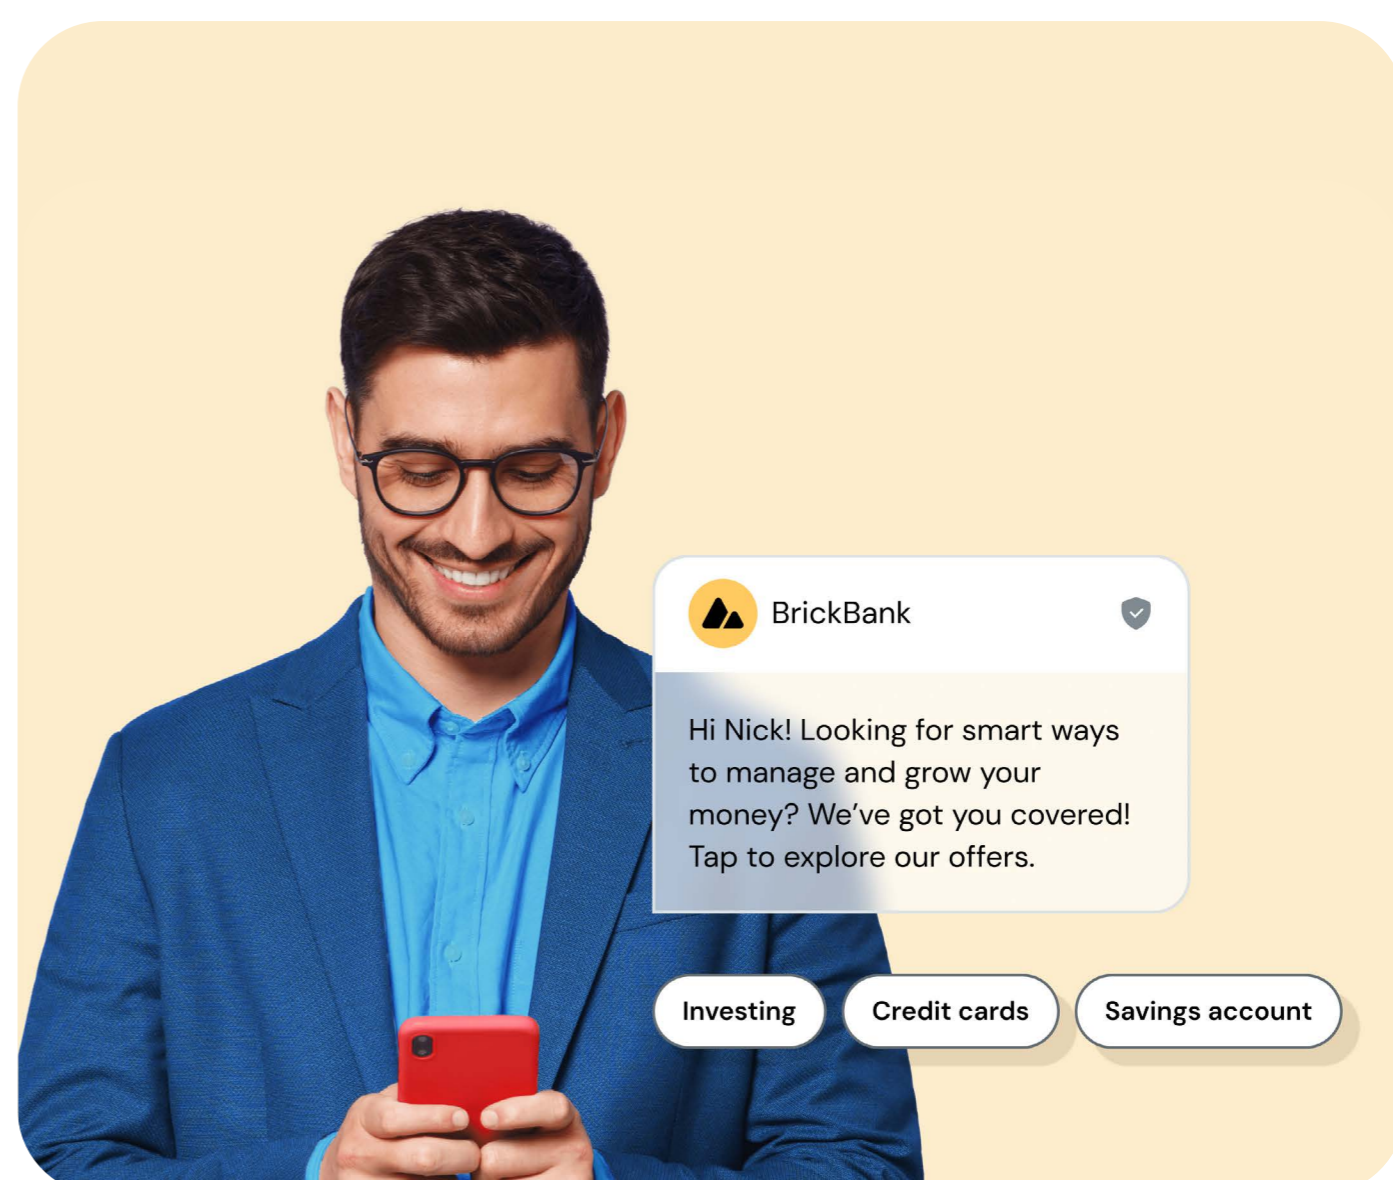 BrickBank
Hi Nick! Looking for smart ways
to manage and grow your
money? We’ve got you covered!
Tap to explore our offers.
Investing
Credit cards
Savings account